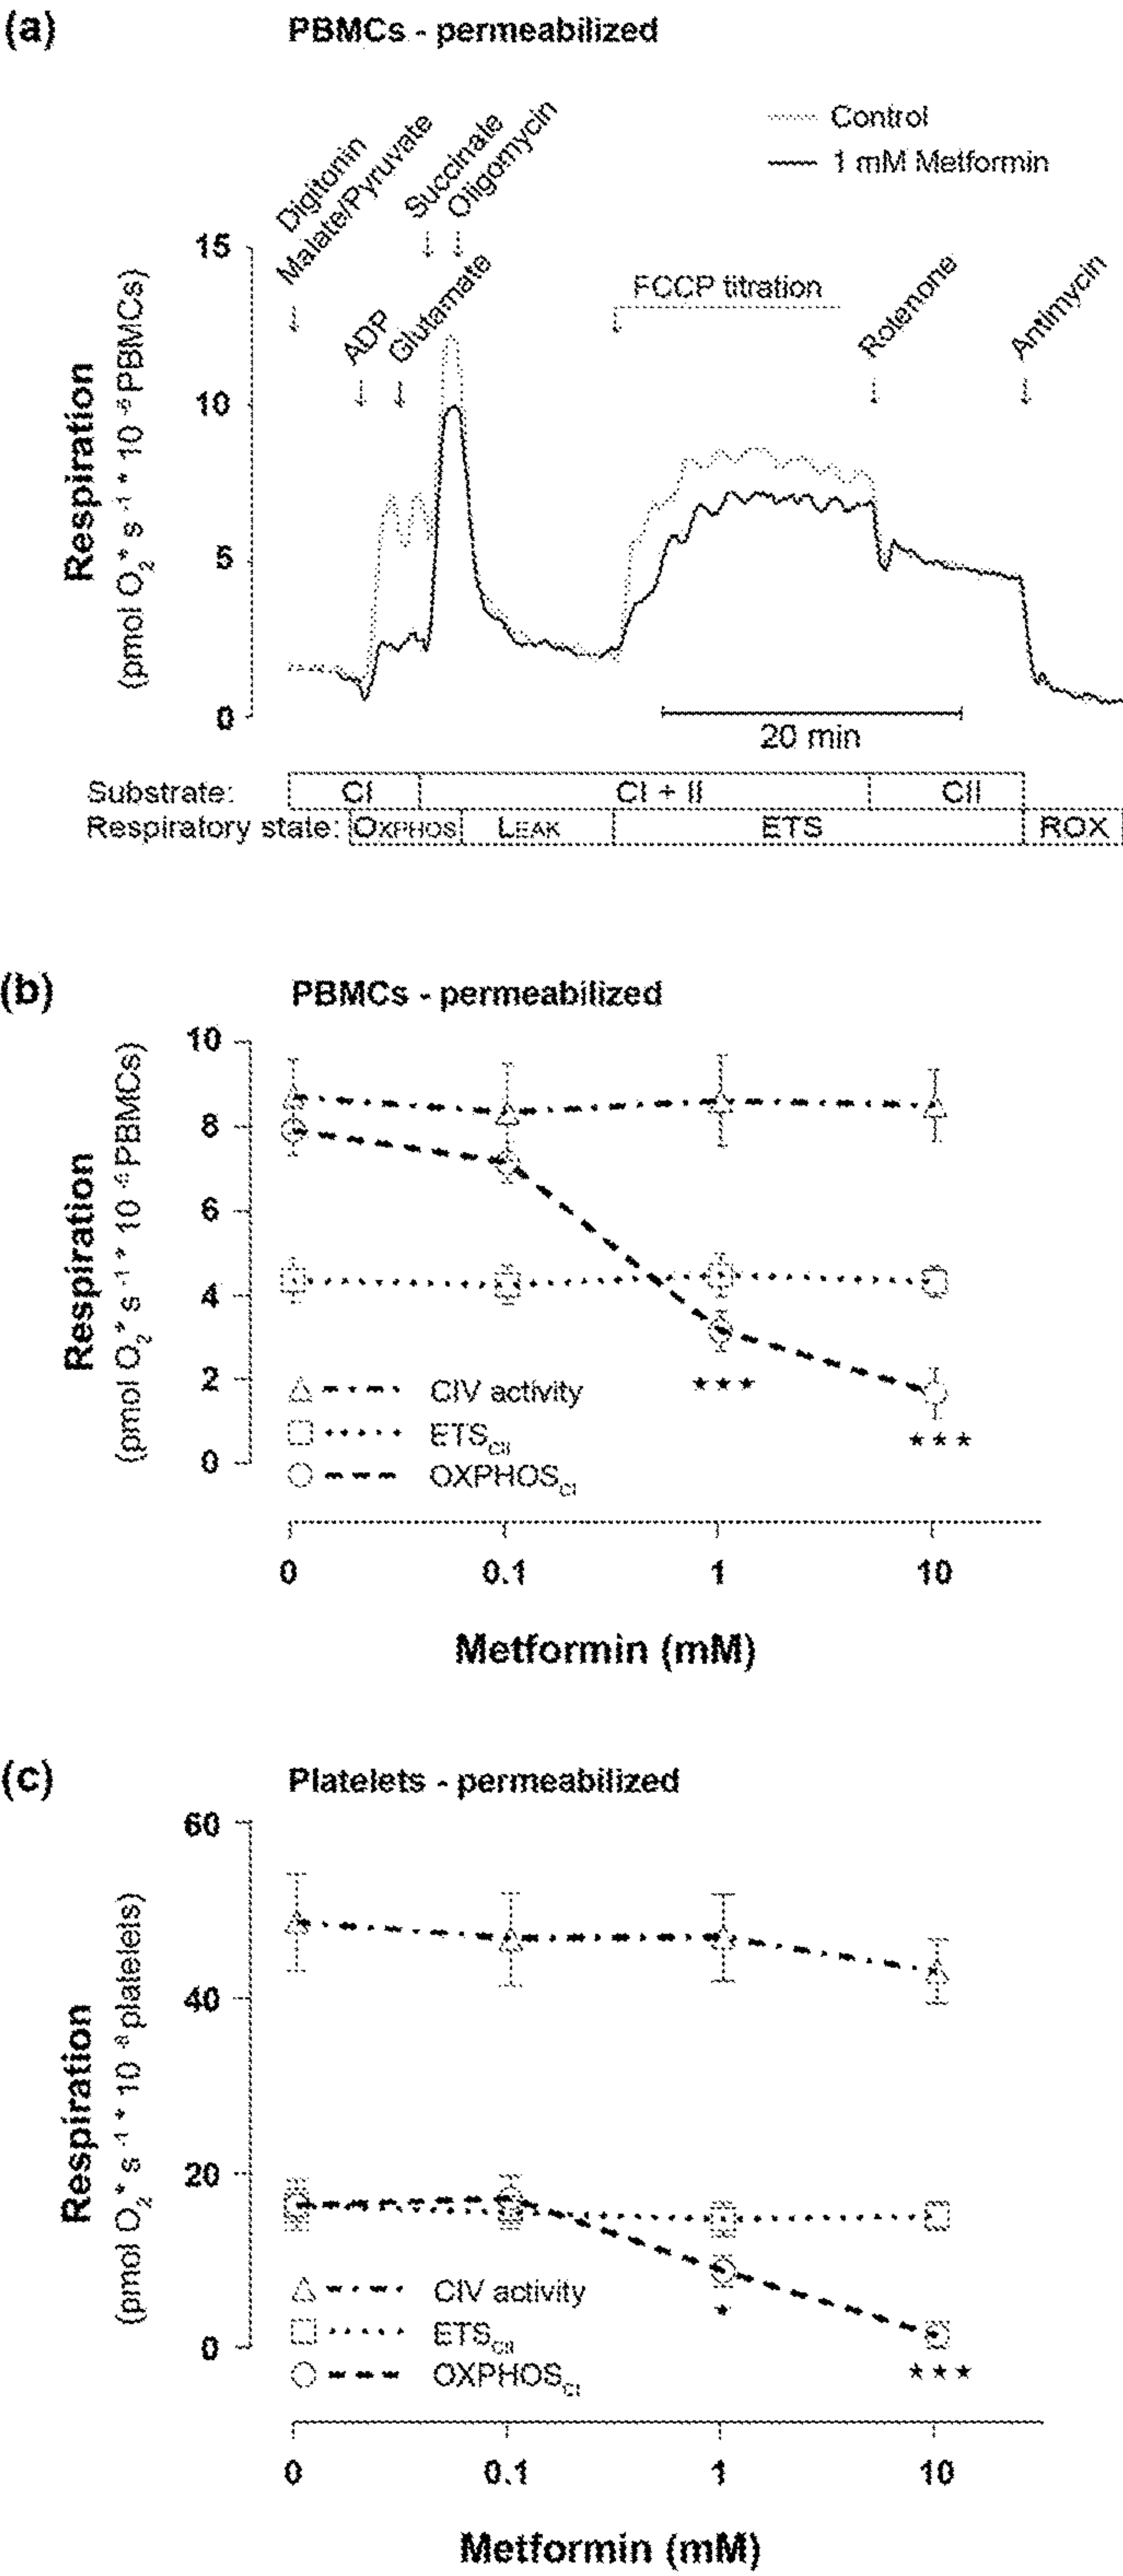 (a) PBMCs - permeabilized
Control
1 mM Metformin
Digitonin
Malate/Pyruvate
Succinate
Oligomycin
ADP
Glutamate
FCCP titration
Rotenone
Antimycin
Respiration
(pmol O2 * s-1 * 10-6 PBMCs)
15
10
5
0
20 min
Substrate: CI CI + II CII
Respiratory state: OXPHOS LEAK ETS ROX
(b) PBMCs - permeabilized
Respiration
(pmol O2 * s-1 * 10-6 PBMCs)
10
8
6
4
2
0
CIV activity
ETSCII
OXPHOSCI
***
***
0 0.1 1 10
Metformin (mM)
(c) Platelets - permeabilized
Respiration
(pmol O2 * s-1 * 10-8 platelets)
60
40
20
0
CIV activity
ETSCII
OXPHOSCI
*
***
0 0.1 1 10
Metformin (mM)